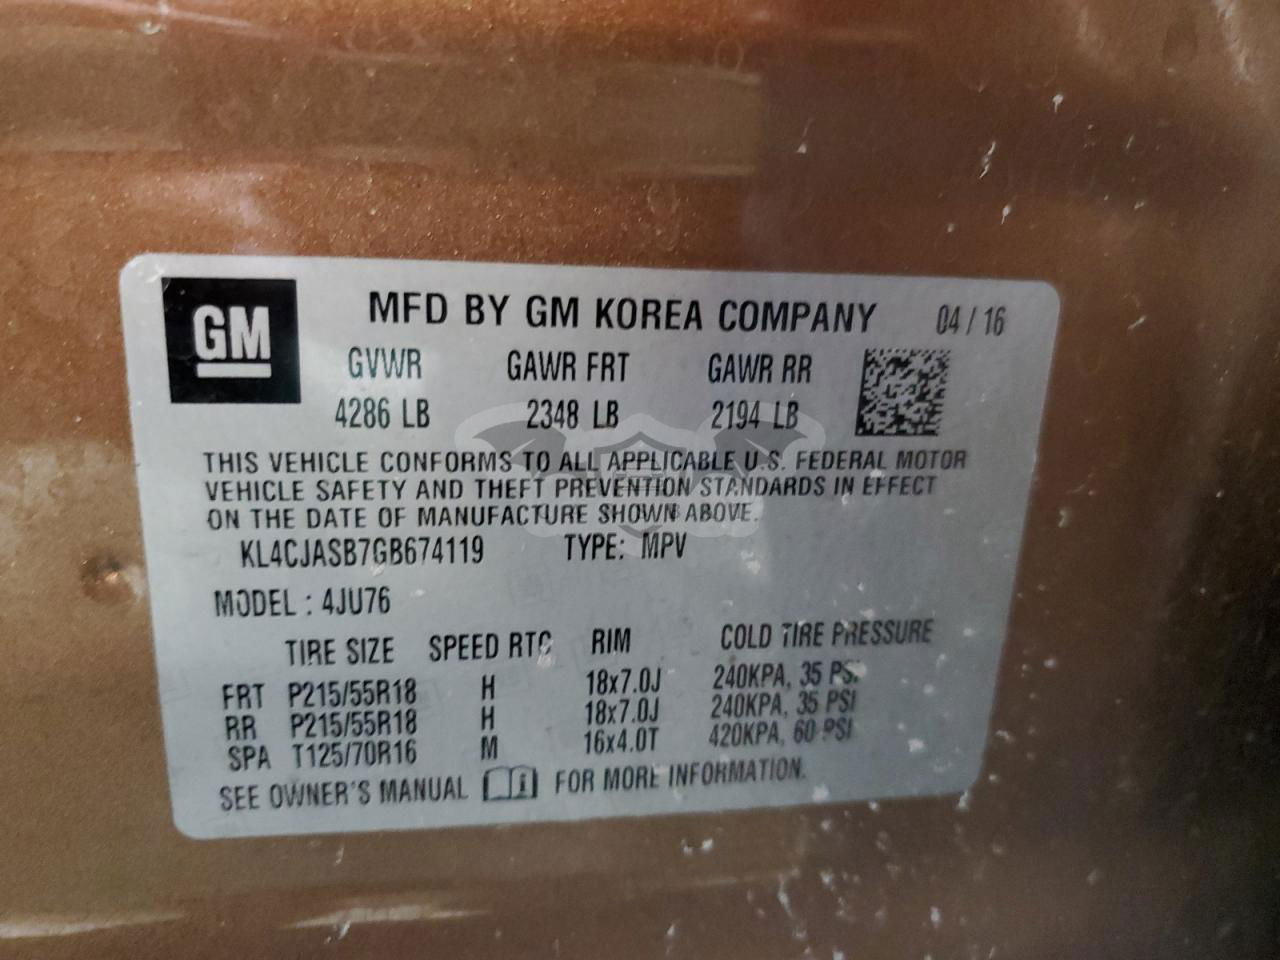 GM
MFD BY GM KOREA COMPANY 04 / 16
GVWR GAWR FRT GAWR RR
4286 LB 2348 LB 2194 LB
THIS VEHICLE CONFORMS TO ALL APPLICABLE U.S. FEDERAL MOTOR
VEHICLE SAFETY AND THEFT PREVENTION STANDARDS IN EFFECT
ON THE DATE OF MANUFACTURE SHOWN ABOVE.
KL4CJASB7GB674119 TYPE: MPV
MODEL : 4JU76
TIRE SIZE SPEED RTG RIM COLD TIRE PRESSURE
FRT P215/55R18 H 18x7.0J 240KPA, 35 PSI
RR P215/55R18 H 18x7.0J 240KPA, 35 PSI
SPA T125/70R16 M 16x4.0T 420KPA, 60 PSI
SEE OWNER'S MANUAL i FOR MORE INFORMATION.